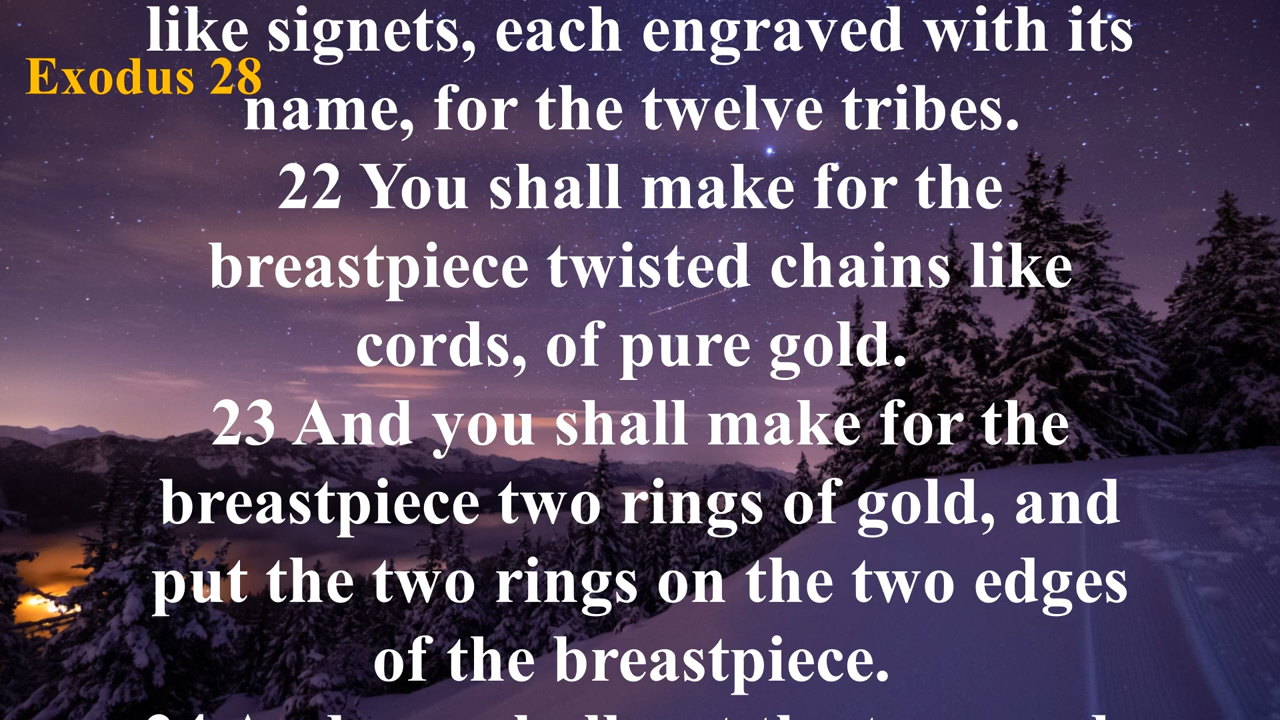 like signets, each engraved with its
Exodus 28
name, for the twelve tribes.
22 You shall make for the
breastpiece twisted chains like
cords, of pure gold.
23 And you shall make for the
breastpiece two rings of gold, and
put the two rings on the two edges
of the breastpiece.